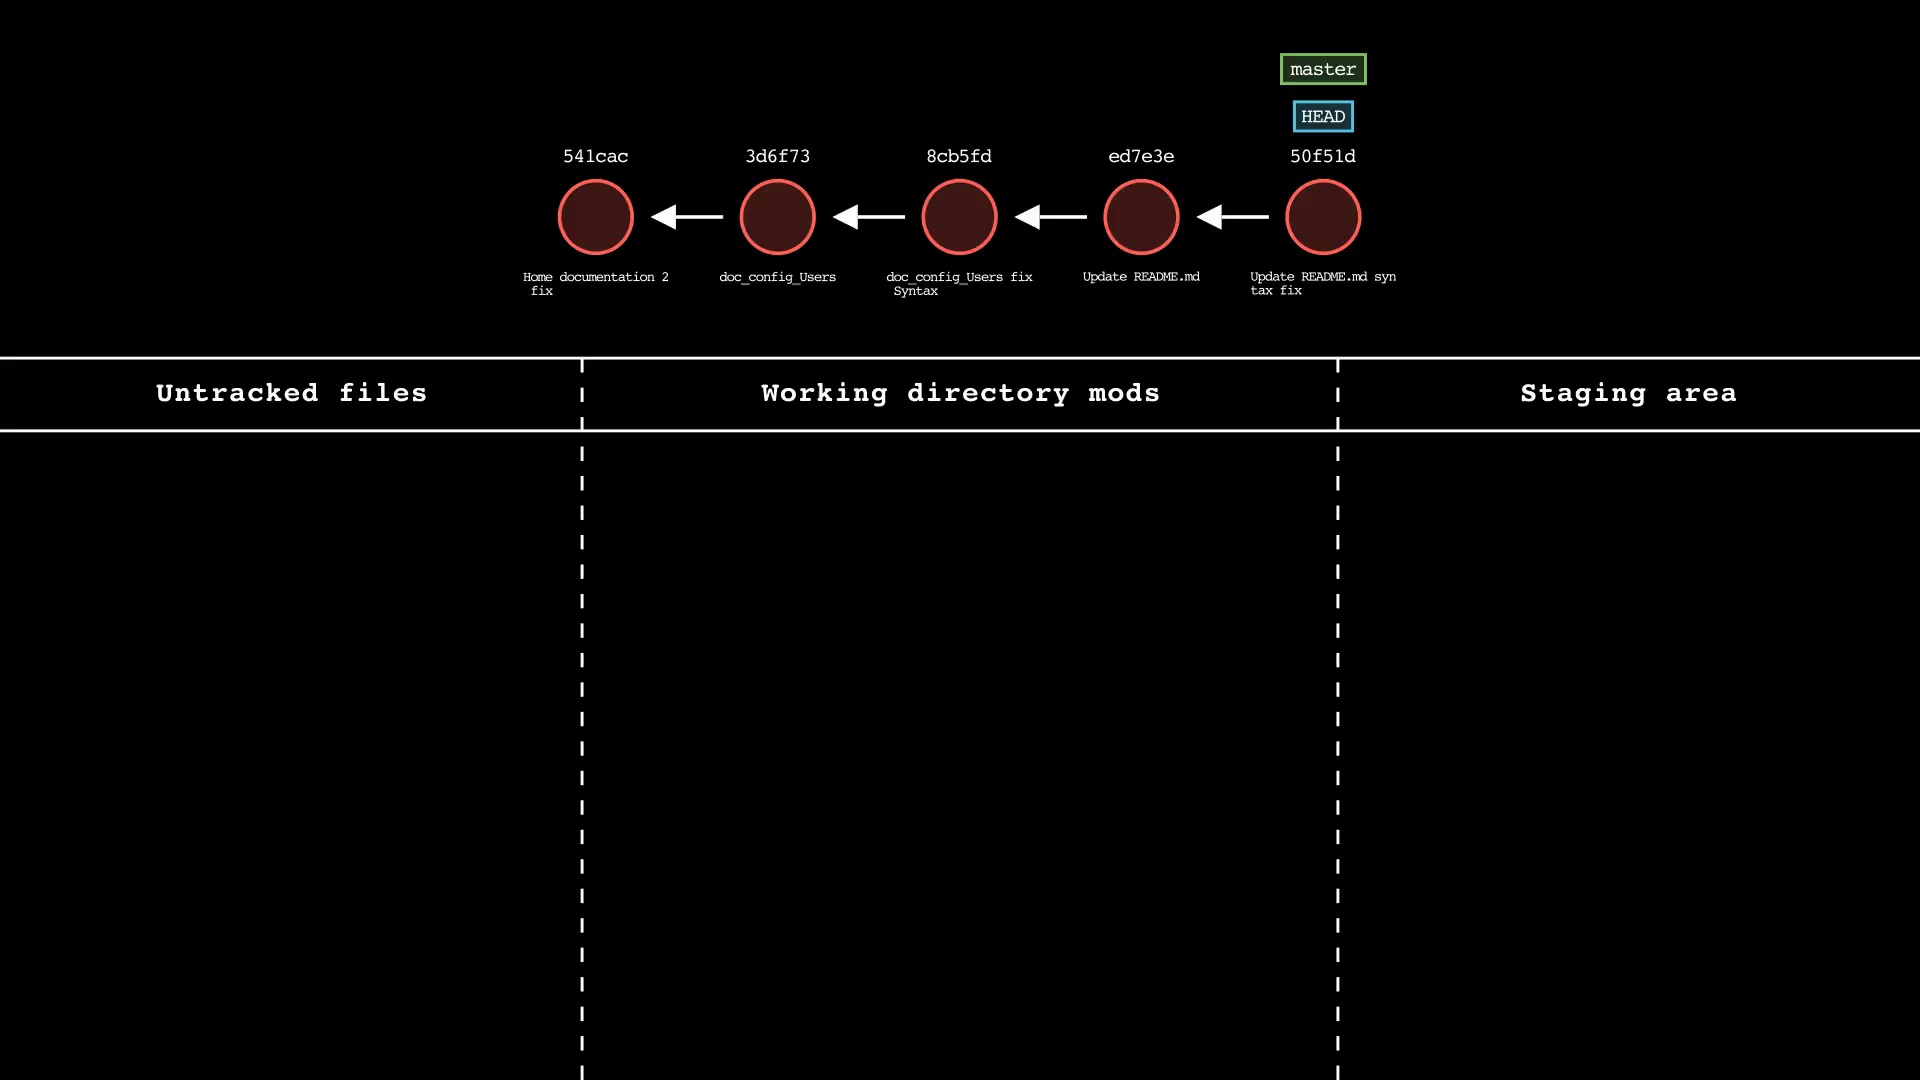 master
HEAD
541cac
3d6f73
8cb5fd
ed7e3e
50f51d
Home documentation 2
fix
doc_config_Users
doc_config_Users fix
Syntax
Update README.md
Update README.md syn
tax fix
Untracked files
Working directory mods
Staging area